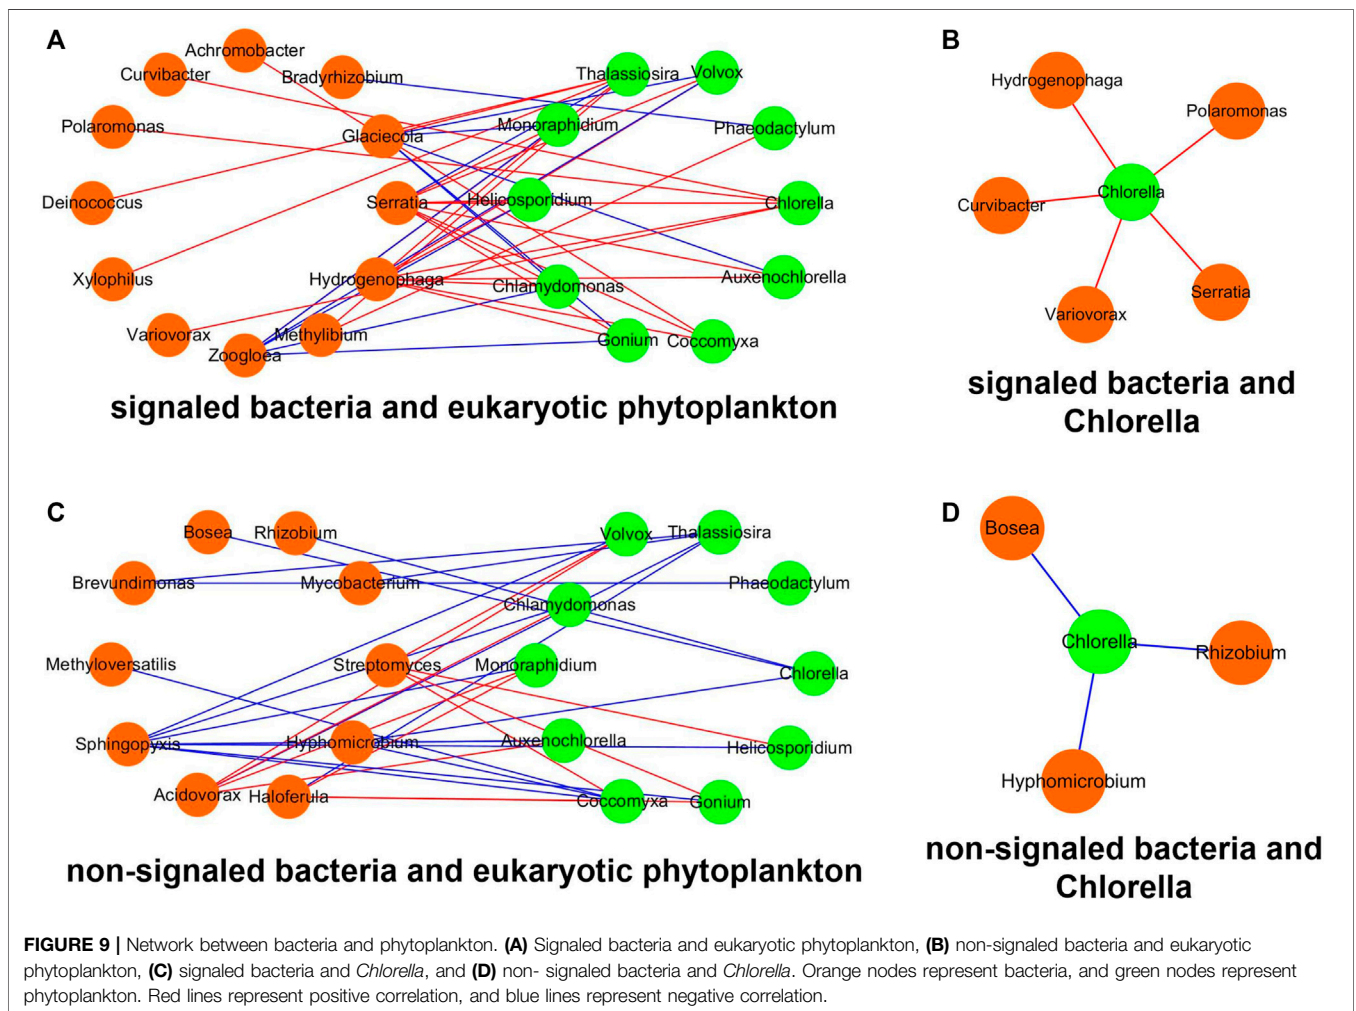 A
Achromobacter
Curvibacter
Bradyrhizobium
Polaromonas
Glaciecola
Deinococcus
Serratia
Xylophilus
Hydrogenophaga
Variovorax
Zoogloea
Methylibium
Thalassiosira
Volvox
Monoraphidium
Phaeodactylum
Helicosporidium
Chlorella
Auxenochlorella
Chlamydomonas
Gonium
Coccomyxa
signaled bacteria and eukaryotic phytoplankton
B
Hydrogenophaga
Polaromonas
Chlorella
Curvibacter
Serratia
Variovorax
signaled bacteria and
Chlorella
C
Bosea
Rhizobium
Brevundimonas
Mycobacterium
Methyloversatilis
Streptomyces
Sphingopyxis
Hyphomicrobium
Acidovorax
Haloferula
Volvox
Thalassiosira
Phaeodactylum
Chlamydomonas
Monoraphidium
Chlorella
Auxenochlorella
Helicosporidium
Coccomyxa
Gonium
non-signaled bacteria and eukaryotic phytoplankton
D
Bosea
Chlorella
Rhizobium
Hyphomicrobium
non-signaled bacteria and
Chlorella
FIGURE 9 | Network between bacteria and phytoplankton. (A) Signaled bacteria and eukaryotic phytoplankton, (B) non-signaled bacteria and eukaryotic
phytoplankton, (C) signaled bacteria and Chlorella, and (D) non- signaled bacteria and Chlorella. Orange nodes represent bacteria, and green nodes represent
phytoplankton. Red lines represent positive correlation, and blue lines represent negative correlation.